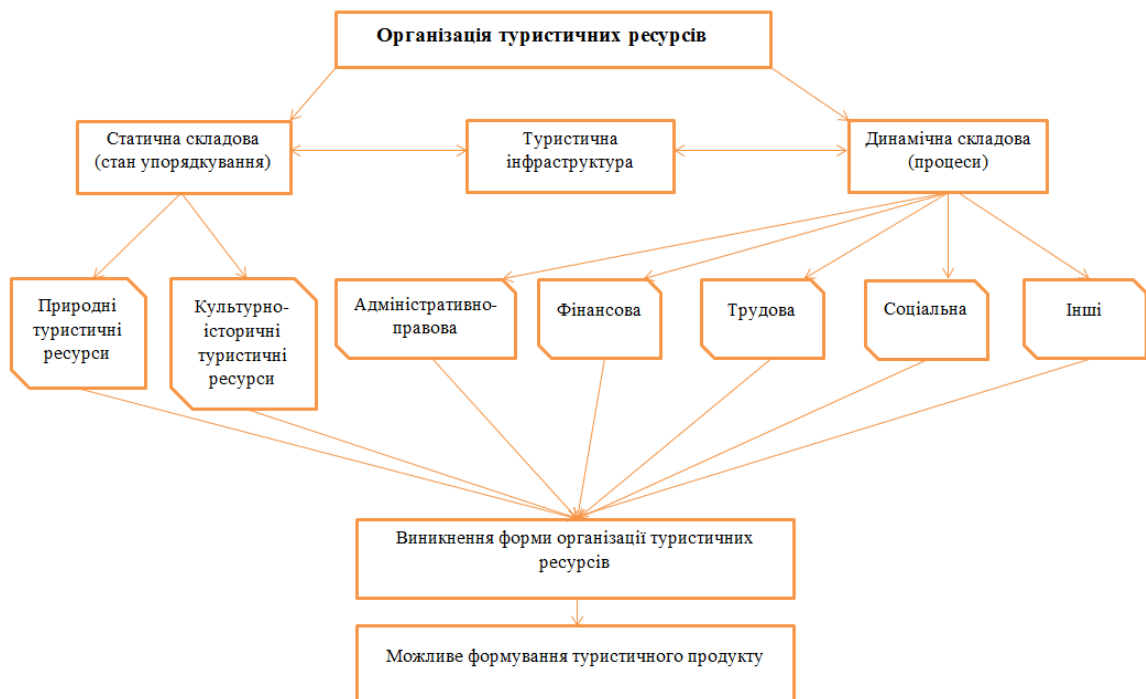 Організація туристичних ресурсів
Статична складова
(стан упорядкування)
Туристична
інфраструктура
Динамічна складова
(процеси)
Природні
туристичні
ресурси
Культурно-
історичні
туристичні
ресурси
Адміністративно-
правова
Фінансова
Трудова
Соціальна
Інші
Виникнення форми організації туристичних
ресурсів
Можливе формування туристичного продукту